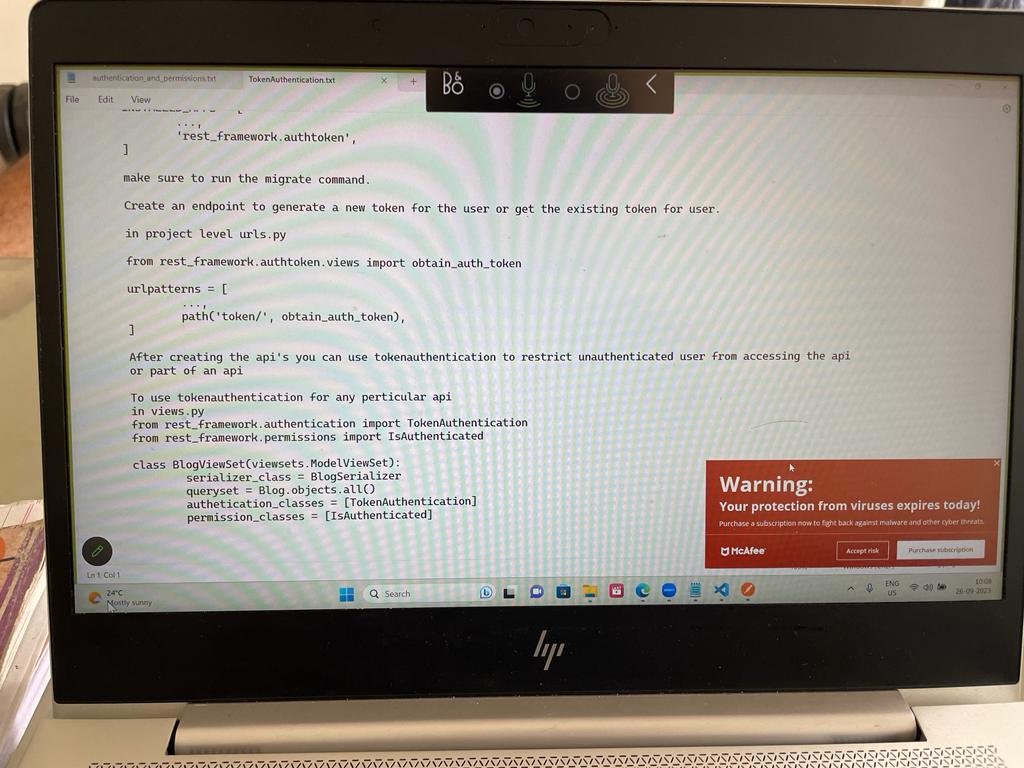 authentication_and_permissions.txt
TokenAuthentication.txt
File Edit View
B&O
...,
'rest_framework.authtoken',
]
make sure to run the migrate command.
Create an endpoint to generate a new token for the user or get the existing token for user.
in project level urls.py
from rest_framework.authtoken.views import obtain_auth_token
urlpatterns = [
...,
path('token/', obtain_auth_token),
]
After creating the api's you can use tokenauthentication to restrict unauthenticated user from accessing the api
or part of an api
To use tokenauthentication for any perticular api
in views.py
from rest_framework.authentication import TokenAuthentication
from rest_framework.permissions import IsAuthenticated
class BlogViewSet(viewsets.ModelViewSet):
serializer_class = BlogSerializer
queryset = Blog.objects.all()
authetication_classes = [TokenAuthentication]
permission_classes = [IsAuthenticated]
Warning:
Your protection from viruses expires today!
Purchase a subscription now to fight back against malware and other cyber threats.
McAfee
Accept risk
Purchase subscription
Ln 1, Col 1
24°C
Mostly sunny
Search
ENG
US
10:08
26-09-2023
hp